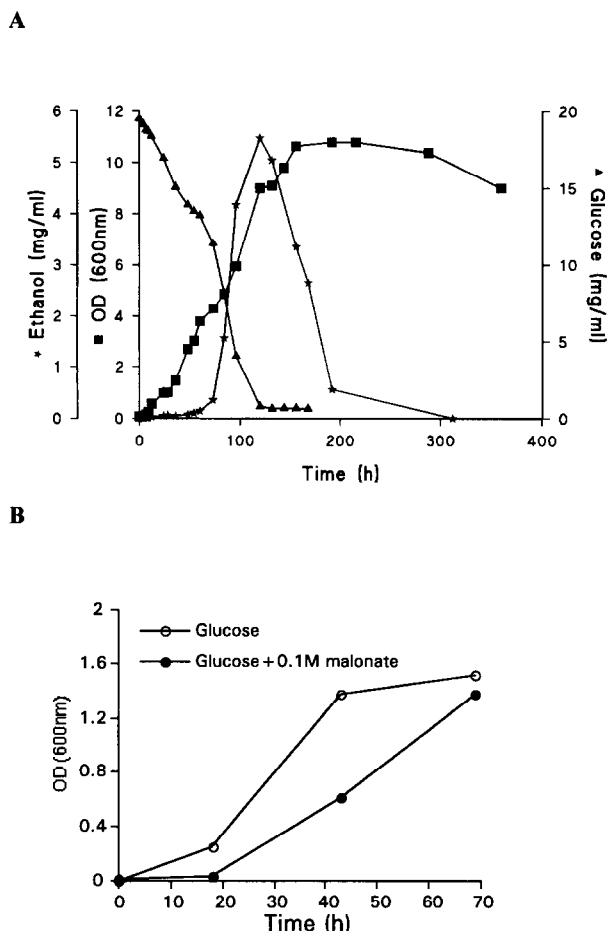 A
★ Ethanol (mg/ml)
6
5
4
3
2
1
0
■ OD (600nm)
12
10
8
6
4
2
0
20
15
10
5
0
▲ Glucose (mg/ml)
0 100 200 300 400
Time (h)
B
OD(600nm)
2
1.6
1.2
0.8
0.4
0
Glucose
Glucose+0.1M malonate
0 10 20 30 40 50 60 70
Time (h)